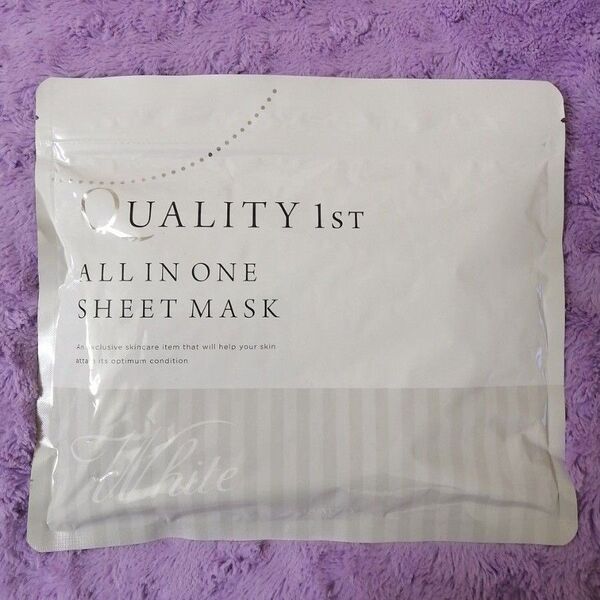 QUALITY 1ST
ALL IN ONE
SHEET MASK
An exclusive skincare item that will help your skin
attain its optimum condition
White